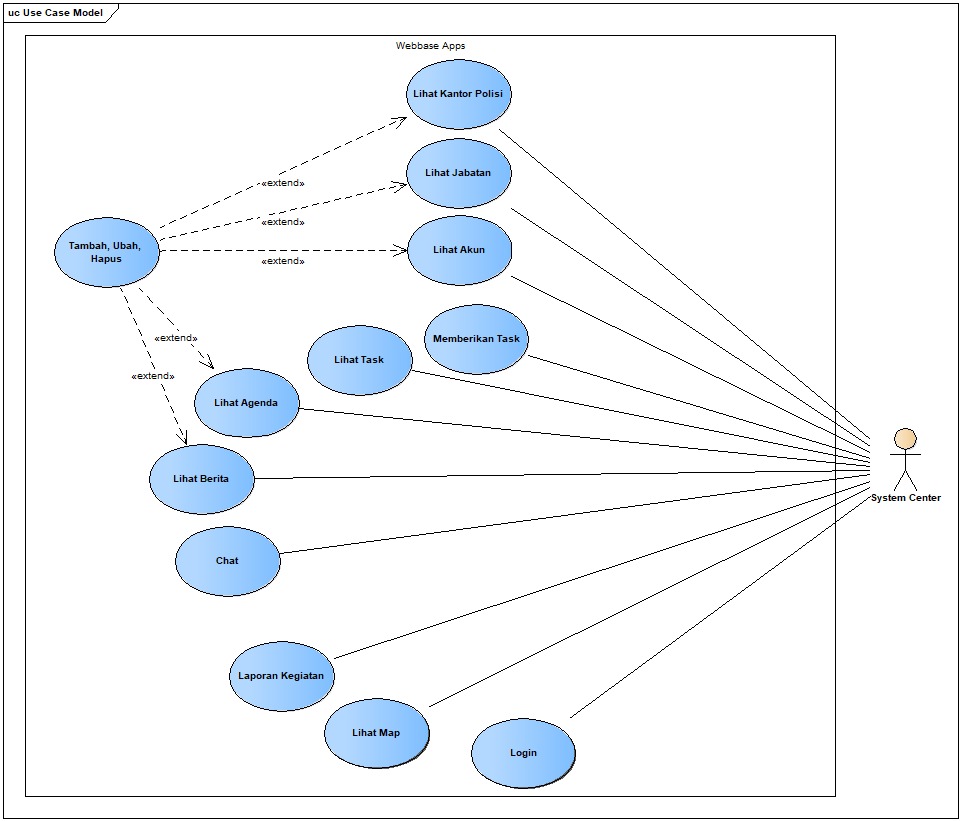 uc Use Case Model
Webbase Apps
Lihat Kantor Polisi
Lihat Jabatan
Lihat Akun
Tambah, Ubah,
Hapus
«extend»
«extend»
«extend»
«extend»
«extend»
Memberikan Task
Lihat Task
Lihat Agenda
Lihat Berita
System Center
Chat
Laporan Kegiatan
Lihat Map
Login